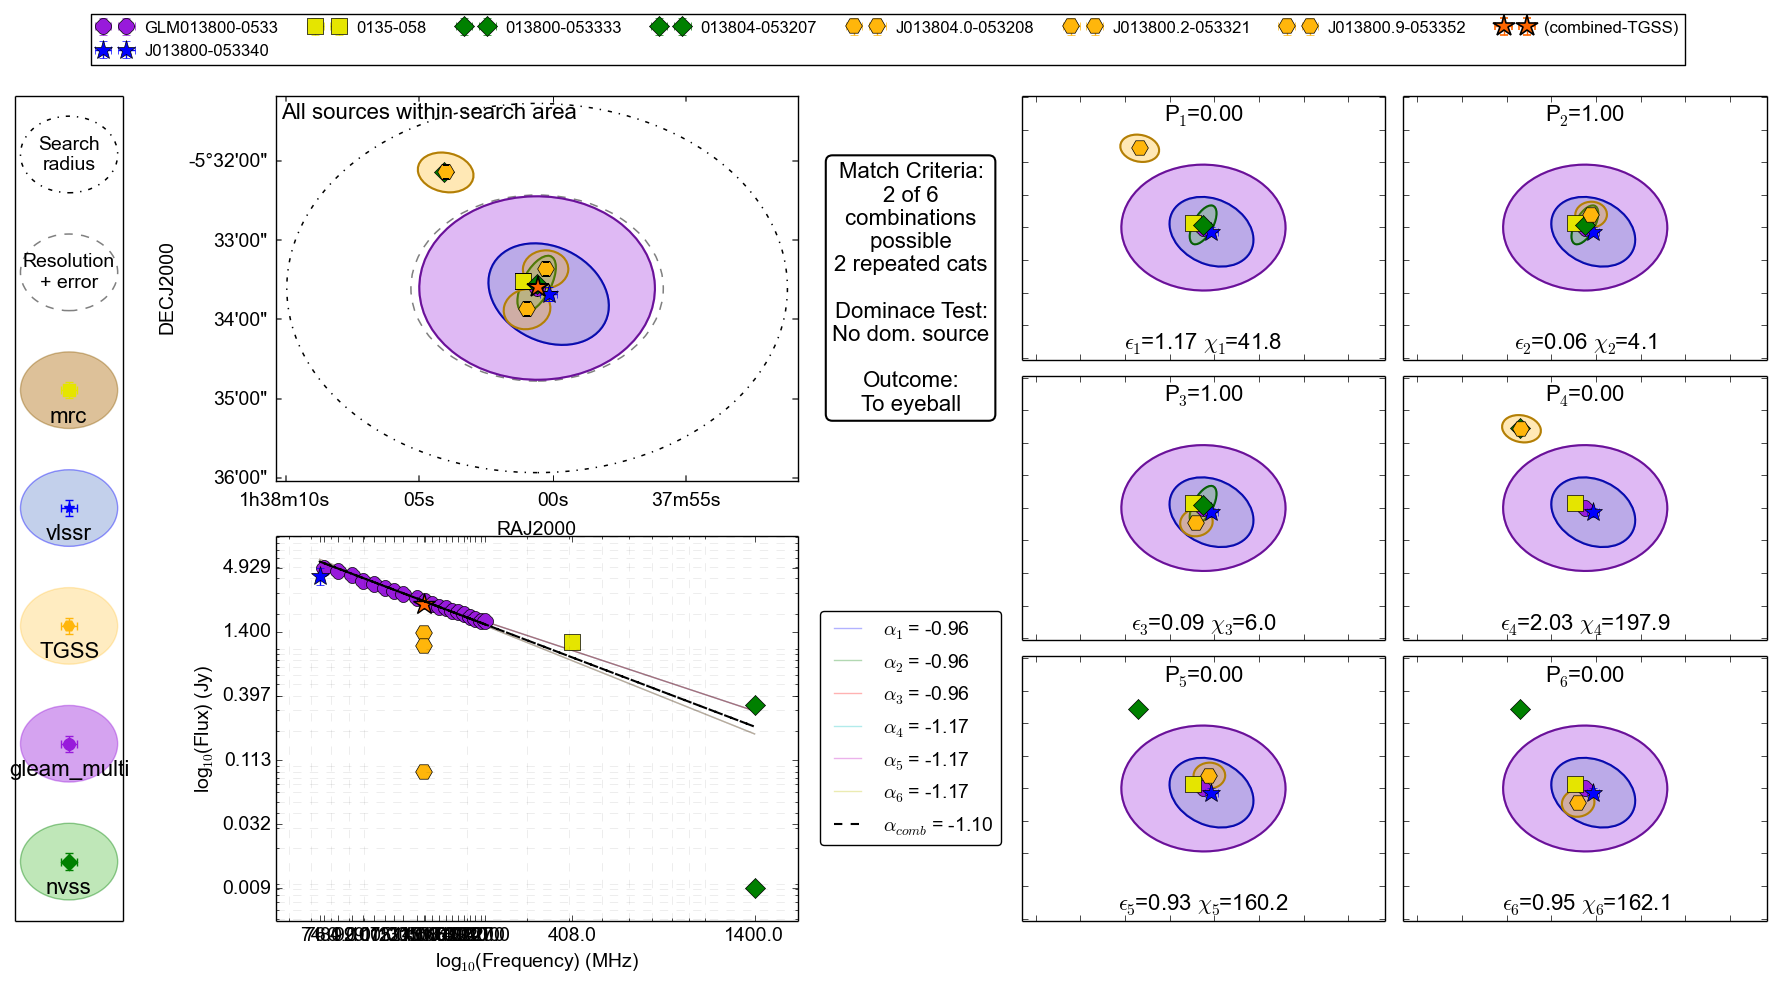 GLM013800-0533 0135-058 013800-053333 013804-053207 J013804.0-053208 J013800.2-053321 J013800.9-053352 (combined-TGSS)
J013800-053340
Search
radius
Resolution
+ error
mrc
vlssr
TGSS
gleam_multi
nvss
All sources within search area
DECJ2000
-5°32'00"
33'00"
34'00"
35'00"
36'00"
1h38m10s 05s 00s 37m55s
RAJ2000
Match Criteria:
2 of 6
combinations
possible
2 repeated cats
Dominace Test:
No dom. source
Outcome:
To eyeball
P1=0.00
ϵ1=1.17 χ1=41.8
P2=1.00
ϵ2=0.06 χ2=4.1
P3=1.00
ϵ3=0.09 χ3=6.0
P4=0.00
ϵ4=2.03 χ4=197.9
P5=0.00
ϵ5=0.93 χ5=160.2
P6=0.00
ϵ6=0.95 χ6=162.1
log10(Flux) (Jy)
4.929
1.400
0.397
0.113
0.032
0.009
408.0 1400.0
log10(Frequency) (MHz)
α1 = -0.96
α2 = -0.96
α3 = -0.96
α4 = -1.17
α5 = -1.17
α6 = -1.17
αcomb = -1.10